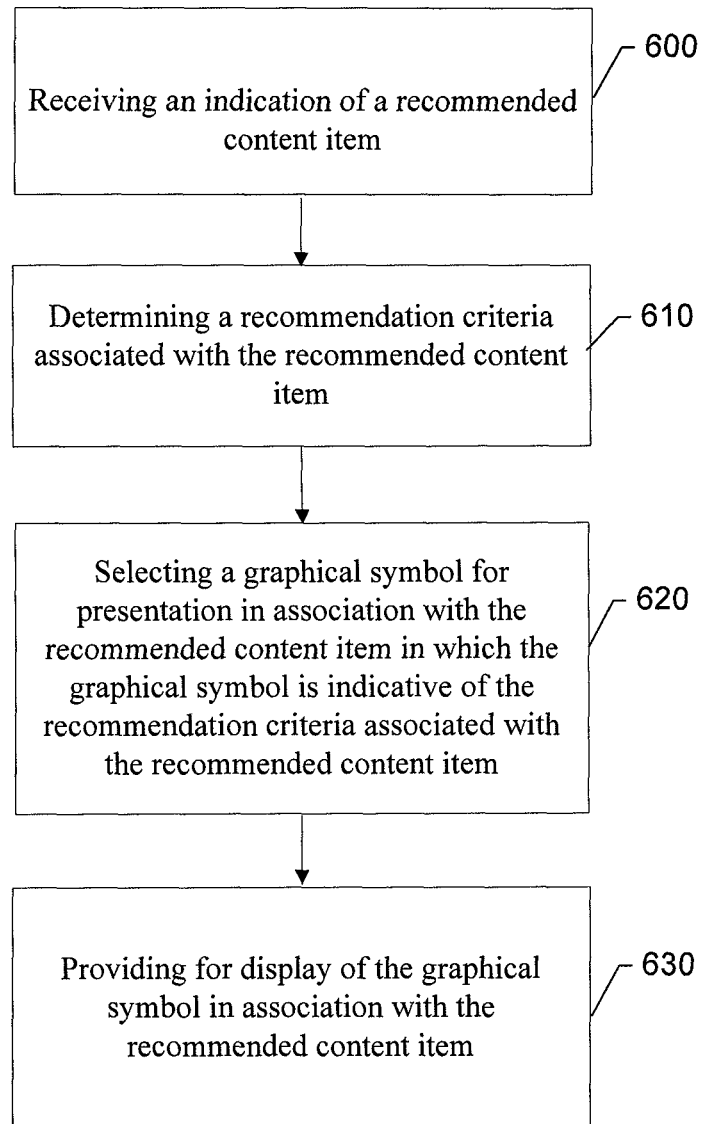 600
Receiving an indication of a recommended
content item
610
Determining a recommendation criteria
associated with the recommended content
item
620
Selecting a graphical symbol for
presentation in association with the
recommended content item in which the
graphical symbol is indicative of the
recommendation criteria associated with
the recommended content item
630
Providing for display of the graphical
symbol in association with the
recommended content item